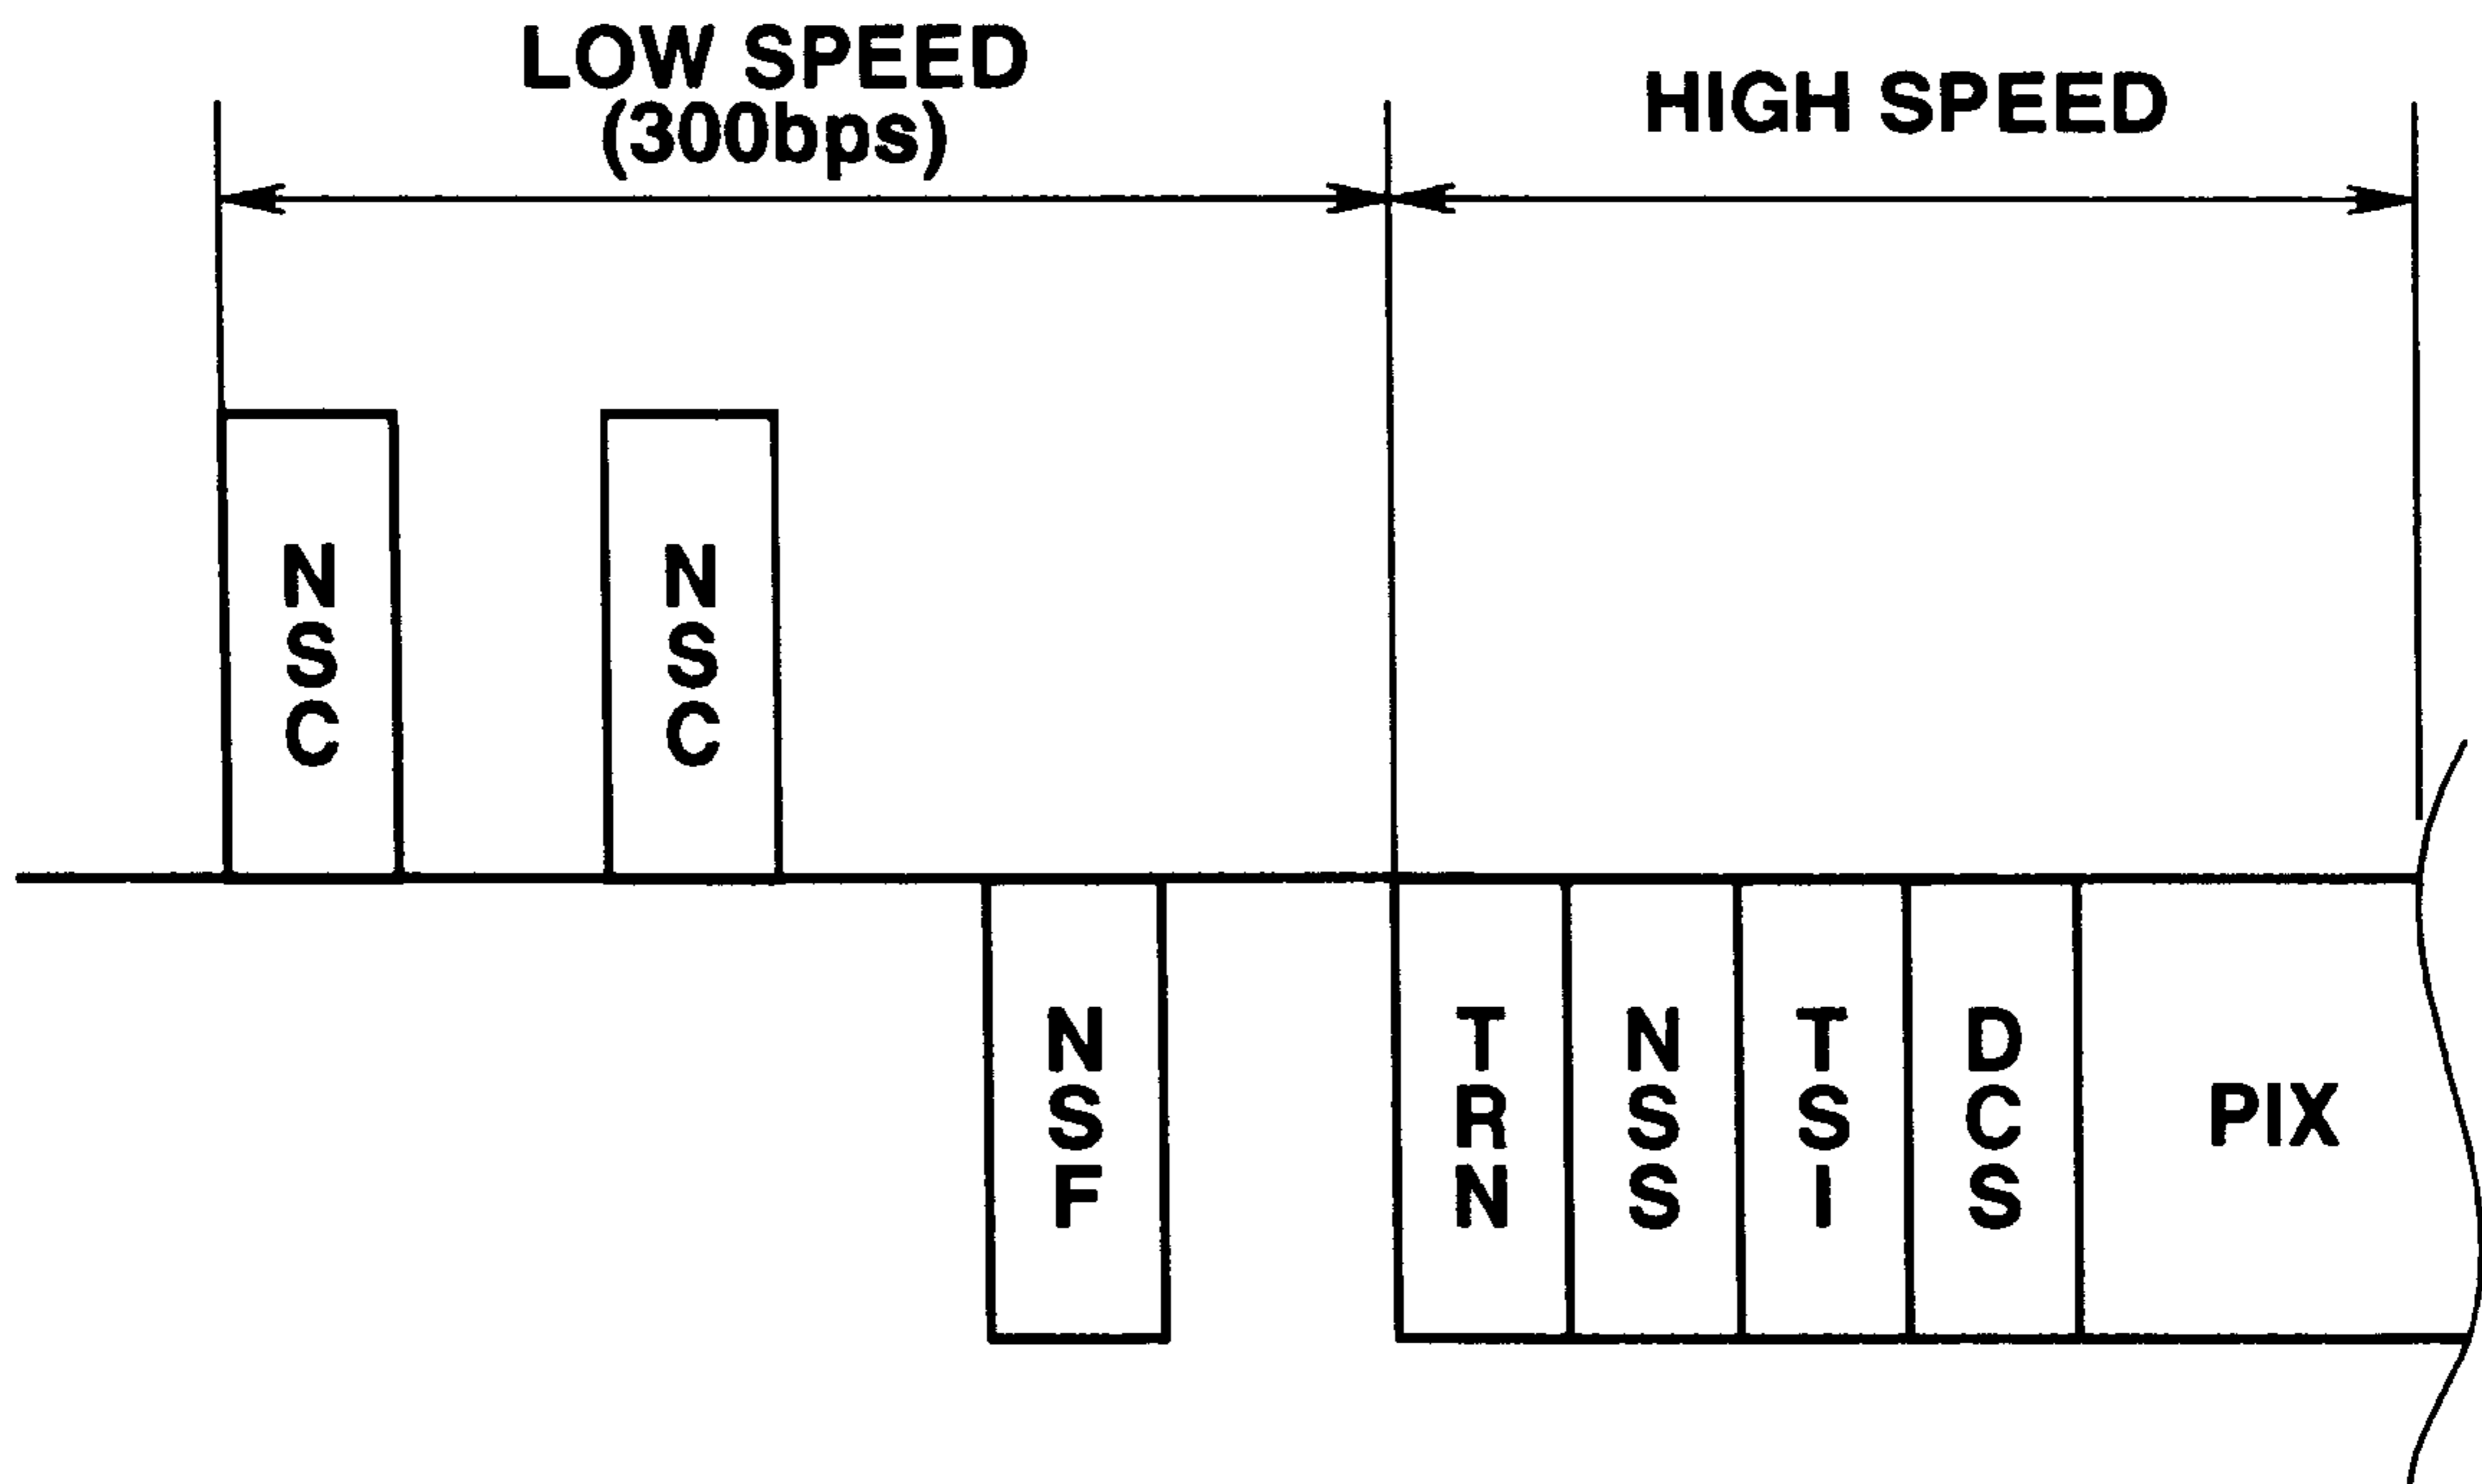 LOW SPEED
(300bps)
HIGH SPEED
NSC
NSC
NSF
TRN
NSS
TSI
DCS
PIX